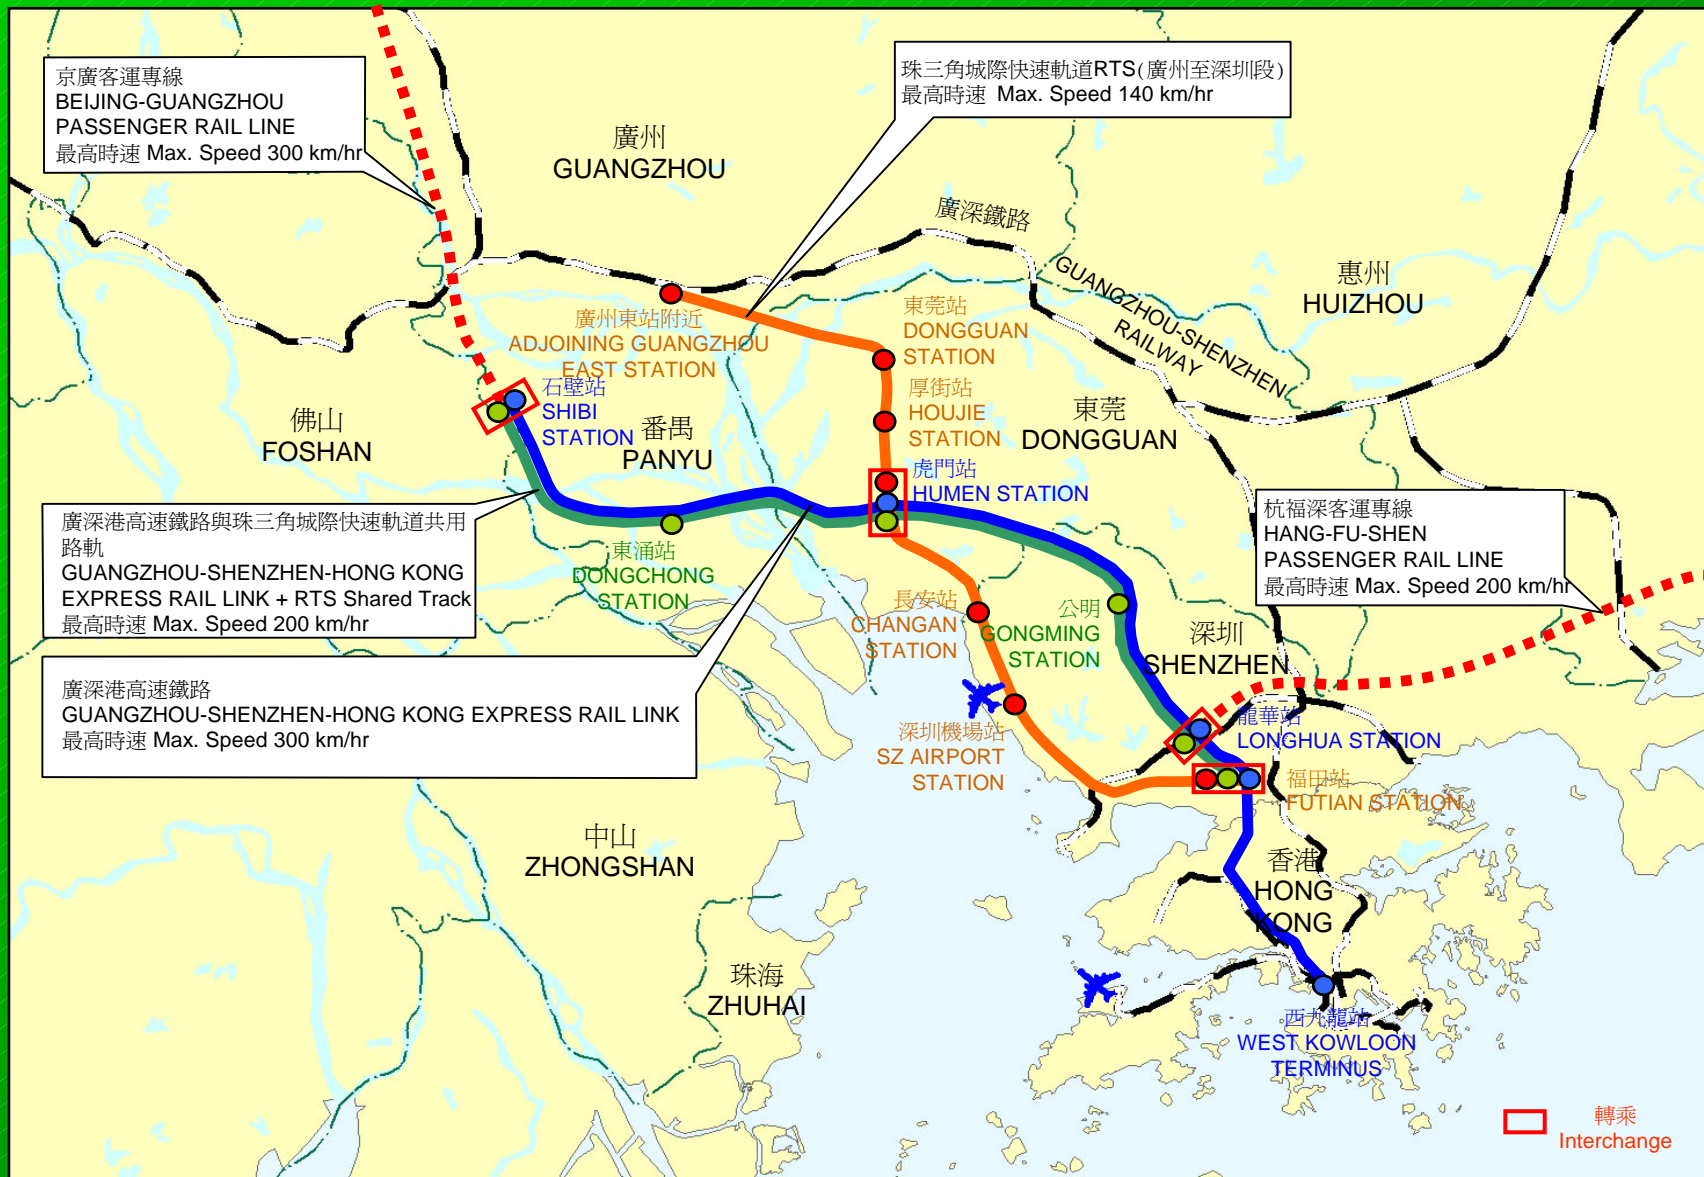 京廣客運專線
BEIJING-GUANGZHOU
PASSENGER RAIL LINE
最高時速 Max. Speed 300 km/hr
珠三角城際快速軌道RTS(廣州至深圳段)
最高時速 Max. Speed 140 km/hr
廣州
GUANGZHOU
廣深鐵路
GUANGZHOU-SHENZHEN
RAILWAY
惠州
HUIZHOU
廣州東站附近
ADJOINING GUANGZHOU
EAST STATION
東莞站
DONGGUAN
STATION
石壁站
SHIBI
STATION
厚街站
HOUJIE
STATION
佛山
FOSHAN
番禺
PANYU
東莞
DONGGUAN
虎門站
HUMEN STATION
廣深港高速鐵路與珠三角城際快速軌道共用
路軌
GUANGZHOU-SHENZHEN-HONG KONG
EXPRESS RAIL LINK + RTS Shared Track
最高時速 Max. Speed 200 km/hr
杭福深客運專線
HANG-FU-SHEN
PASSENGER RAIL LINE
最高時速 Max. Speed 200 km/hr
東涌站
DONGCHONG
STATION
長安站
CHANGAN
STATION
公明
GONGMING
STATION
深圳
SHENZHEN
廣深港高速鐵路
GUANGZHOU-SHENZHEN-HONG KONG EXPRESS RAIL LINK
最高時速 Max. Speed 300 km/hr
深圳機場站
SZ AIRPORT
STATION
龍華站
LONGHUA STATION
福田站
FUTIAN STATION
中山
ZHONGSHAN
香港
HONG
KONG
珠海
ZHUHAI
西九龍站
WEST KOWLOON
TERMINUS
轉乘
Interchange